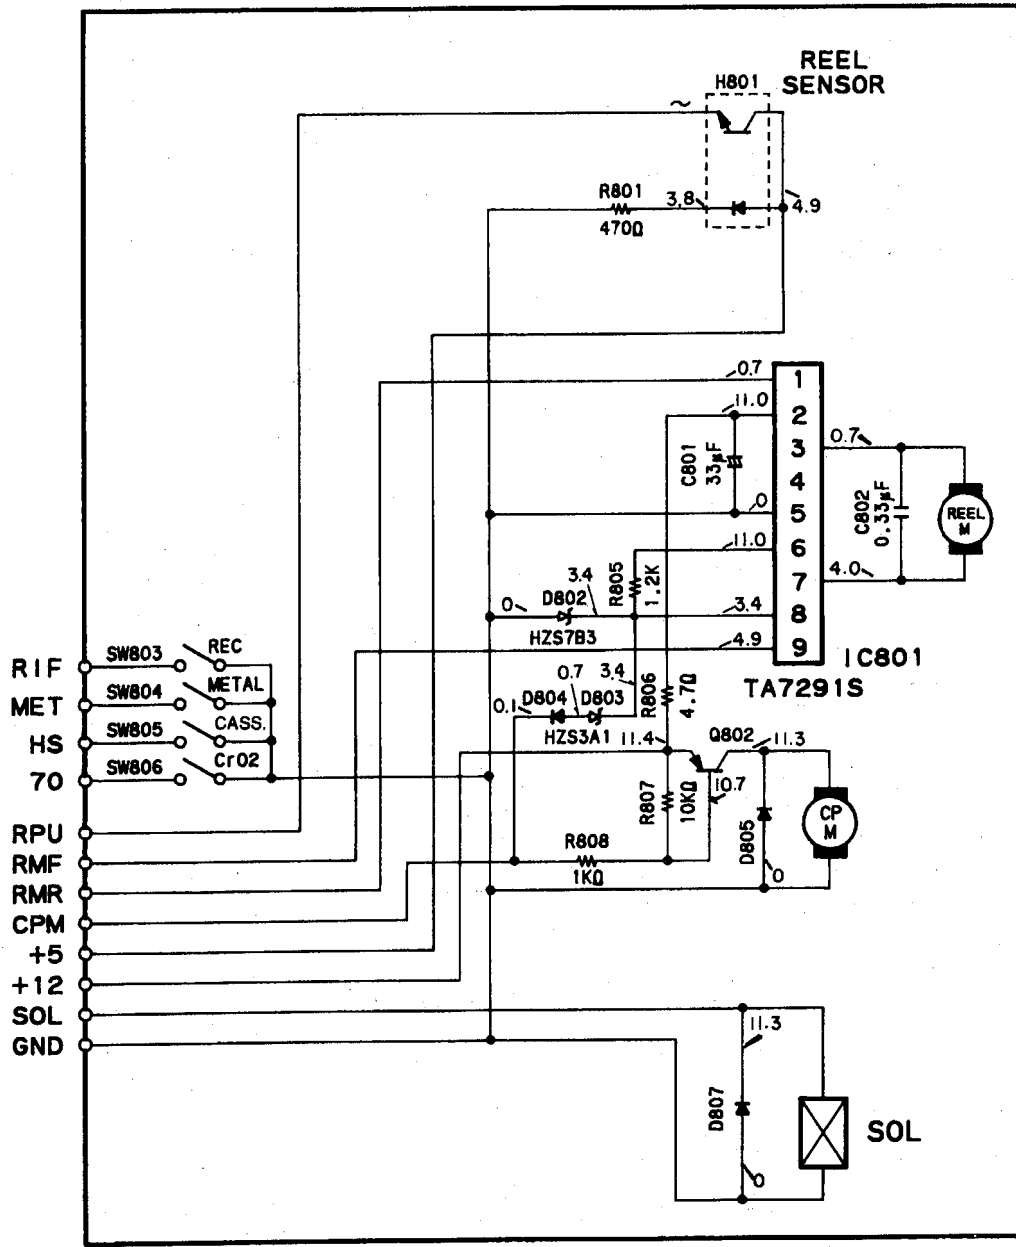 REEL
SENSOR
H801
~
R801
470Ω
3.8
4.9
0.7
1
11.0
2
C801
33μF
0.7
3
4
0
5
C802
0.33μF
REEL
M
11.0
6
R805
1.2K
4.0
7
3.4
D802
0
HZS7B3
3.4
8
4.9
9
IC801
TA7291S
RIF
SW803
REC
MET
SW804
METAL
HS
SW805
CASS.
70
SW806
CrO2
3.4
0.7
0.1
D804
D803
HZS3A1
R806
4.7Ω
11.4
Q802
11.3
10.7
R807
10KΩ
D805
CP
M
0
R808
1KΩ
RPU
RMF
RMR
CPM
+5
+12
SOL
GND
11.3
D807
0
SOL